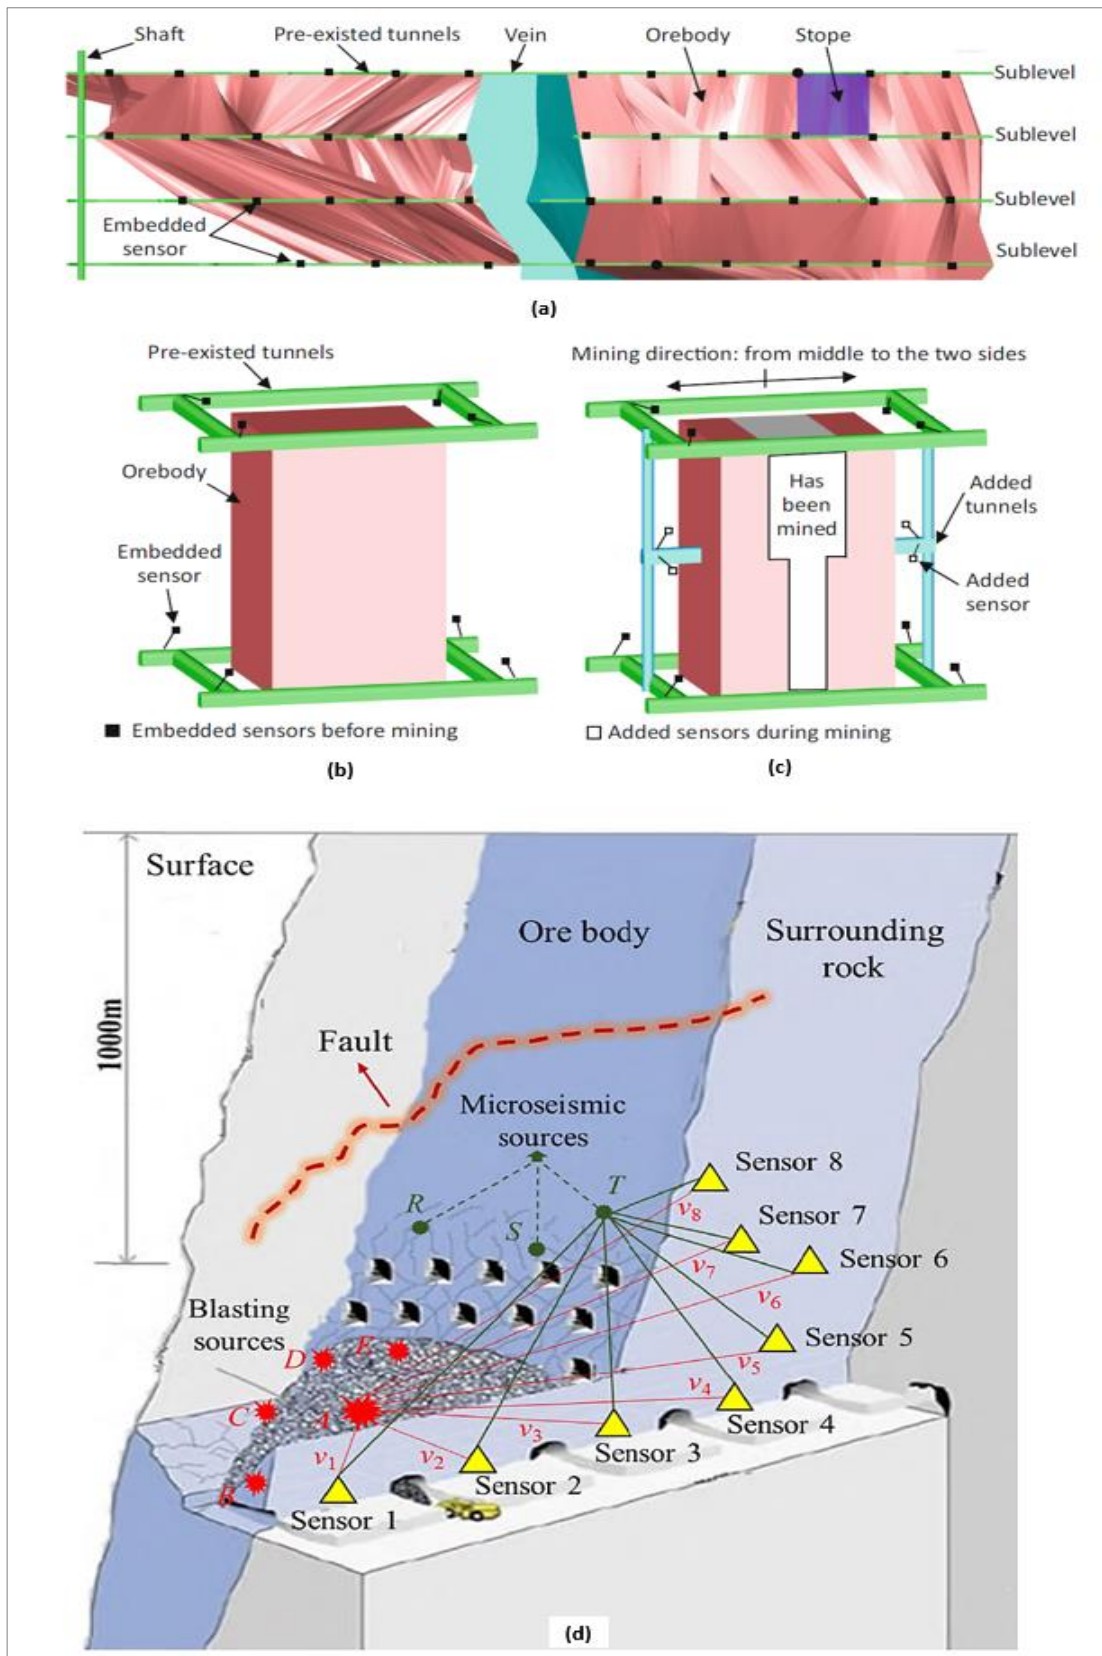 Shaft
Pre-existed tunnels
Vein
Orebody
Stope
Sublevel
Sublevel
Sublevel
Embedded
sensor
Sublevel
(a)
Pre-existed tunnels
Orebody
Embedded
sensor
■ Embedded sensors before mining
(b)
Mining direction: from middle to the two sides
Has
been
mined
Added
tunnels
Added
sensor
□ Added sensors during mining
(c)
Surface
Ore body
Surrounding
rock
1000m
Fault
Microseismic
sources
R
S
T
Sensor 8
v8
Sensor 7
v7
Sensor 6
v6
Blasting
sources
Sensor 5
v5
D
E
C
A
B
v4
Sensor 4
v3
Sensor 3
v2
Sensor 2
v1
Sensor 1
(d)